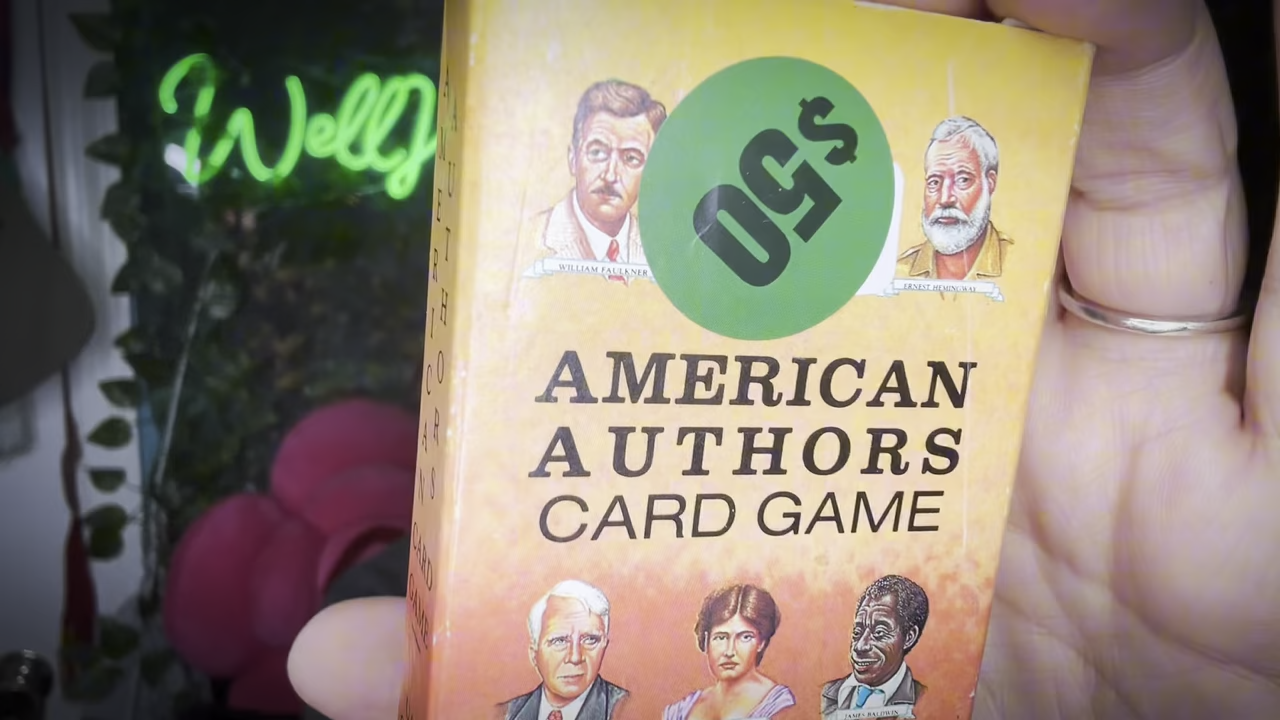 Well
AMERICAN AUTHORS CARD GAME
$50
WILLIAM FAULKNER
ERNEST HEMINGWAY
AMERICAN
AUTHORS
CARD GAME
JAMES BALDWIN